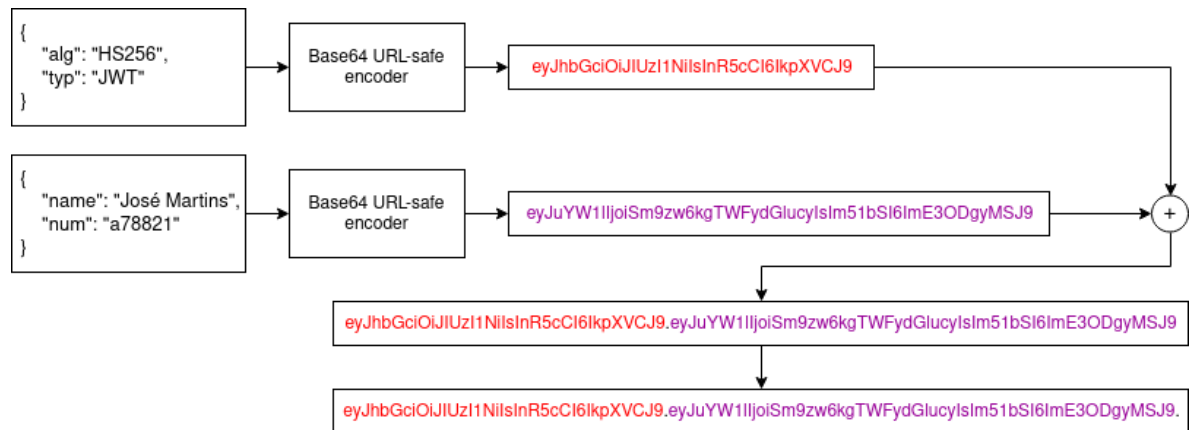 {
"alg": "HS256",
"typ": "JWT"
}
Base64 URL-safe
encoder
eyJhbGciOiJIUzI1NiIsInR5cCI6IkpXVCJ9
{
"name": "José Martins",
"num": "a78821"
}
Base64 URL-safe
encoder
eyJuYW1lIjoiSm9zw6kgTWFydGlucyIsIm51bSI6ImE3ODgyMSJ9
+
eyJhbGciOiJIUzI1NiIsInR5cCI6IkpXVCJ9.eyJuYW1lIjoiSm9zw6kgTWFydGlucyIsIm51bSI6ImE3ODgyMSJ9
eyJhbGciOiJIUzI1NiIsInR5cCI6IkpXVCJ9.eyJuYW1lIjoiSm9zw6kgTWFydGlucyIsIm51bSI6ImE3ODgyMSJ9.